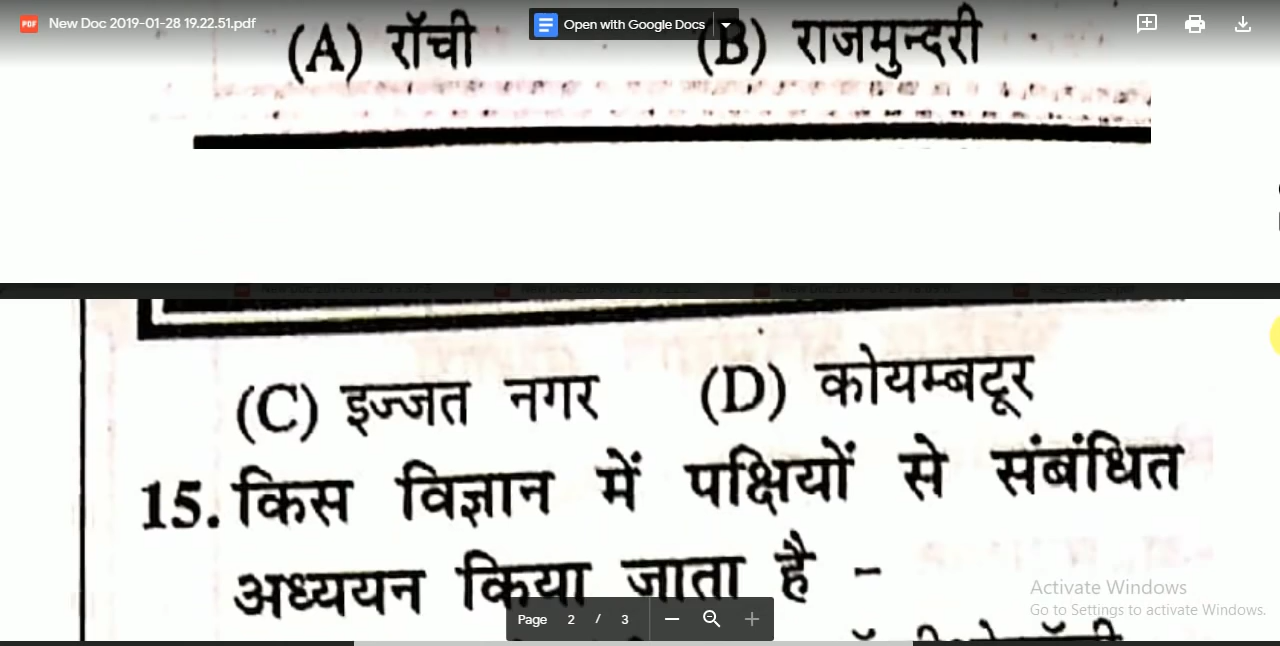 New Doc 2019-01-28 19.22.51.pdf
Open with Google Docs
(A) राँची (B) राजमुन्दरी
(C) इज्जत नगर (D) कोयम्बटूर
15. किस विज्ञान में पक्षियों से संबंधित
अध्ययन किया जाता है -
Activate Windows
Go to Settings to activate Windows.
Page 2 / 3